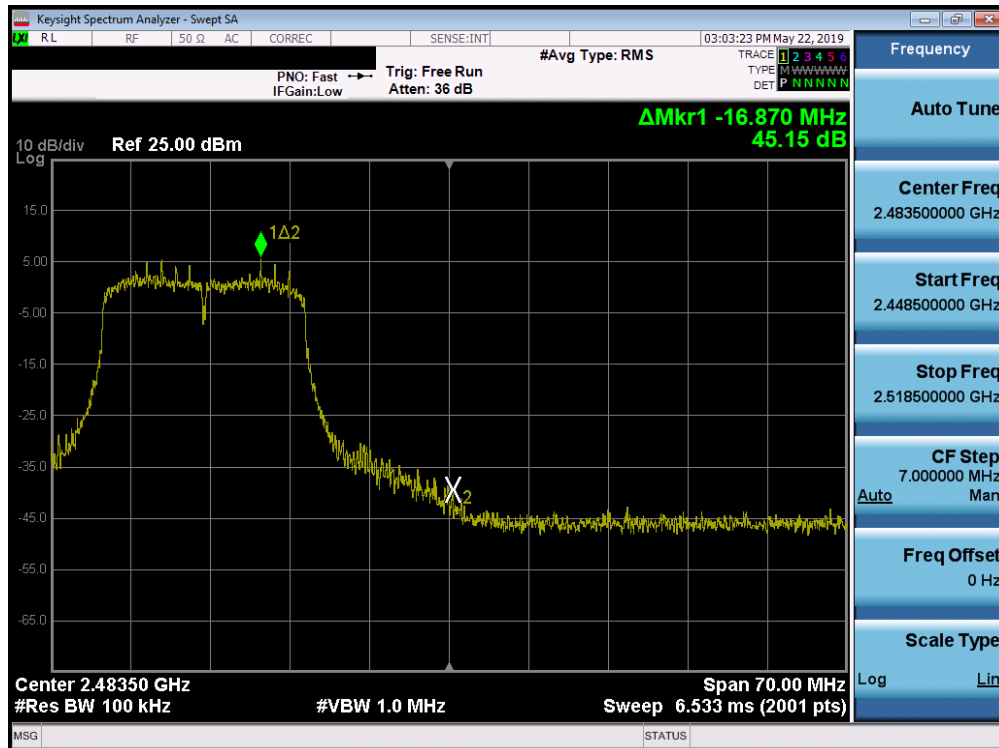 Keysight Spectrum Analyzer - Swept SA
LXI RL RF 50 Ω AC CORREC SENSE:INT 03:03:23 PM May 22, 2019
#Avg Type: RMS TRACE 1 2 3 4 5 6
PNO: Fast Trig: Free Run TYPE M W W W W W
IFGain:Low Atten: 36 dB DET P N N N N N
ΔMkr1 -16.870 MHz
45.15 dB
10 dB/div Ref 25.00 dBm
Log
15.0
5.00
-5.00
-15.0
-25.0
-35.0
-45.0
-55.0
-65.0
1Δ2
2
Center 2.48350 GHz Span 70.00 MHz
#Res BW 100 kHz #VBW 1.0 MHz Sweep 6.533 ms (2001 pts)
MSG STATUS
Frequency
Auto Tune
Center Freq
2.483500000 GHz
Start Freq
2.448500000 GHz
Stop Freq
2.518500000 GHz
CF Step
7.000000 MHz
Auto Man
Freq Offset
0 Hz
Scale Type
Log Lin